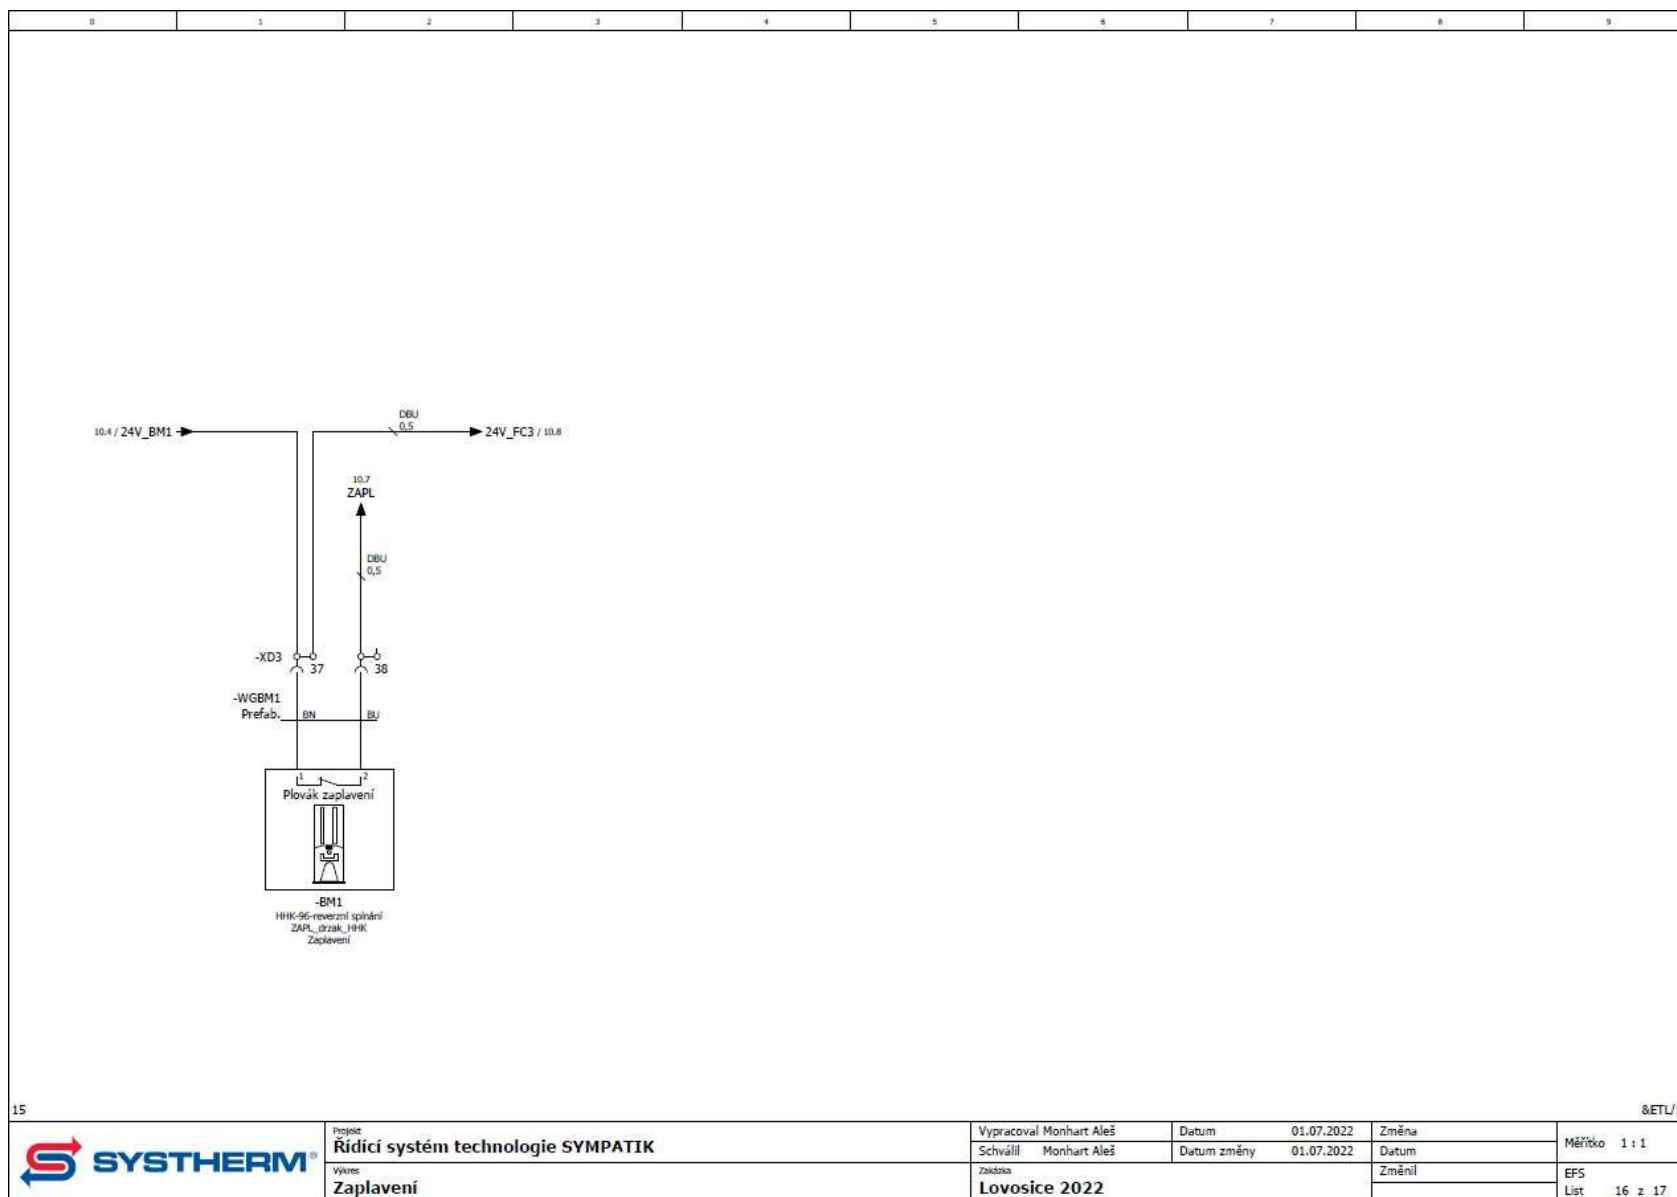 0 1 2 3 4 5 6 7 8 9
10.4 / 24V_BM1
DBU
0,5
24V_FC3 / 10.8
10.7
ZAPL
DBU
0,5
-XD3 37 38
-WGBM1
Prefab. BN BU
1 2
Plovák zaplavení
-BM1
HHK-96-reverzní spínání
ZAPL_drzak_HHK
Zaplavení
15
&ETL/
SYSTHERM®
Projekt
Řídící systém technologie SYMPATIK
Výkres
Zaplavení
Vypracoval Monhart Aleš
Schválil Monhart Aleš
Zakázka
Lovosice 2022
Datum 01.07.2022
Datum změny 01.07.2022
Změna
Datum
Změnil
Měřítko 1 : 1
EFS
List 16 z 17